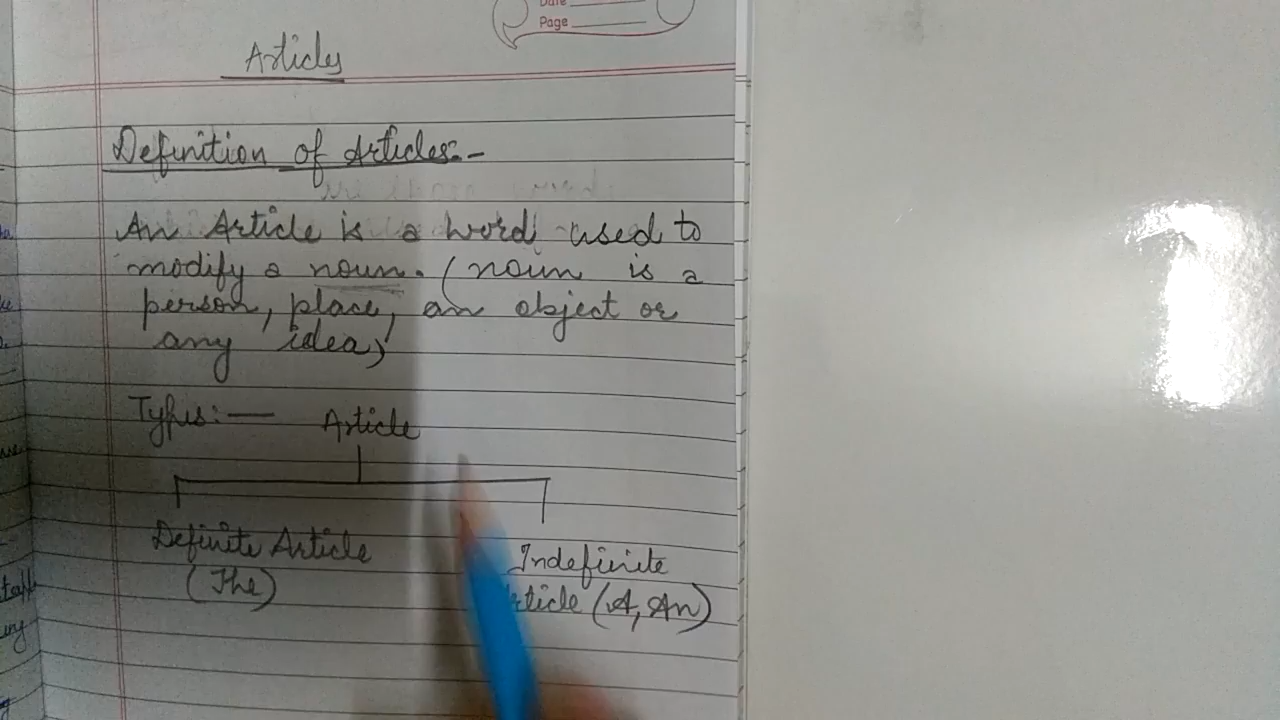 Date
Page
Articles
Definition of Articles:-
An Article is a word used to
modify a noun. (noun is a
person, place, an object or
any idea)
Types:— Article
Definite Article
(The)
Indefinite
Article (A, An)